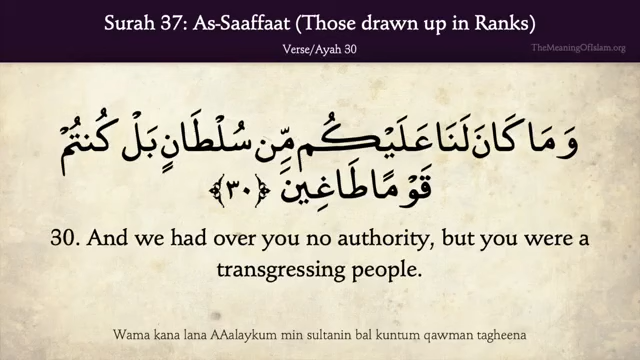 Surah 37: As-Saaffaat (Those drawn up in Ranks)
Verse/Ayah 30
TheMeaningOfIslam.org
وَمَا كَانَ لَنَا عَلَيْكُم مِّن سُلْطَانٍ بَلْ كُنتُمْ
قَوْمًا طَاغِينَ ﴿٣٠﴾
30. And we had over you no authority, but you were a
transgressing people.
Wama kana lana AAalaykum min sultanin bal kuntum qawman tagheena